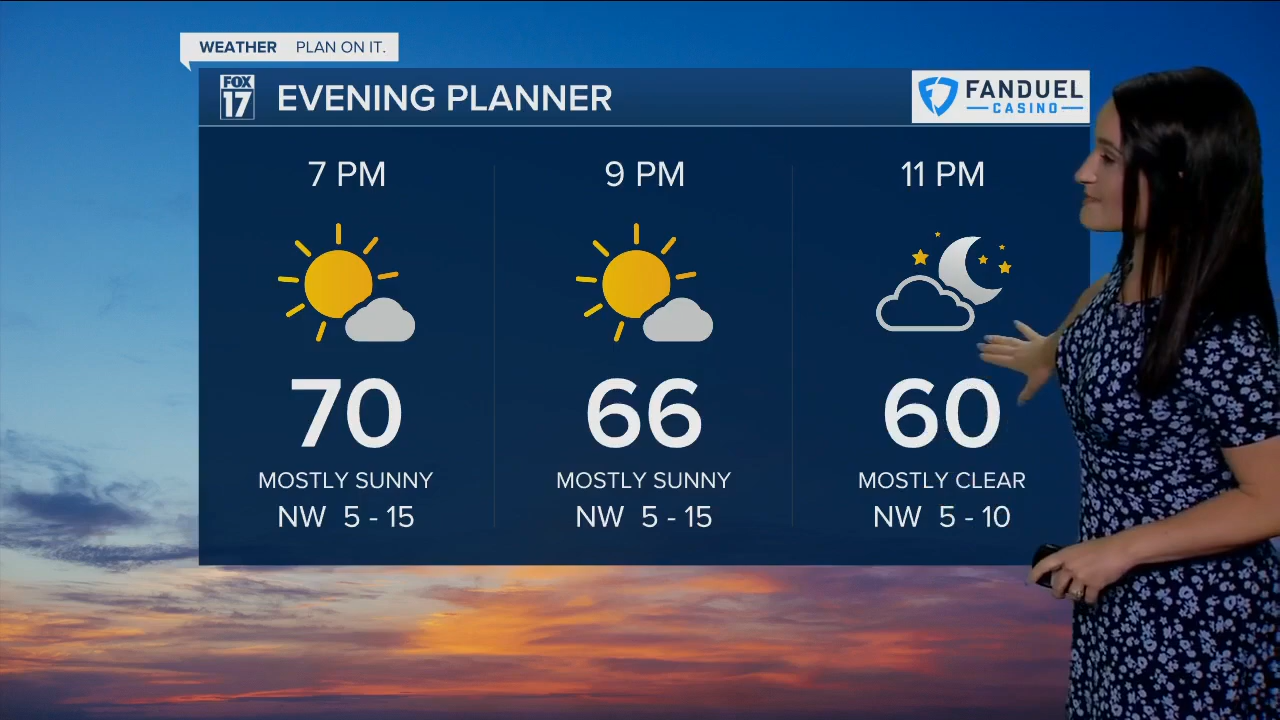 WEATHER PLAN ON IT.
FOX
17
EVENING PLANNER
FANDUEL
CASINO
7 PM
9 PM
11 PM
70
66
60
MOSTLY SUNNY
MOSTLY SUNNY
MOSTLY CLEAR
NW 5 - 15
NW 5 - 15
NW 5 - 10